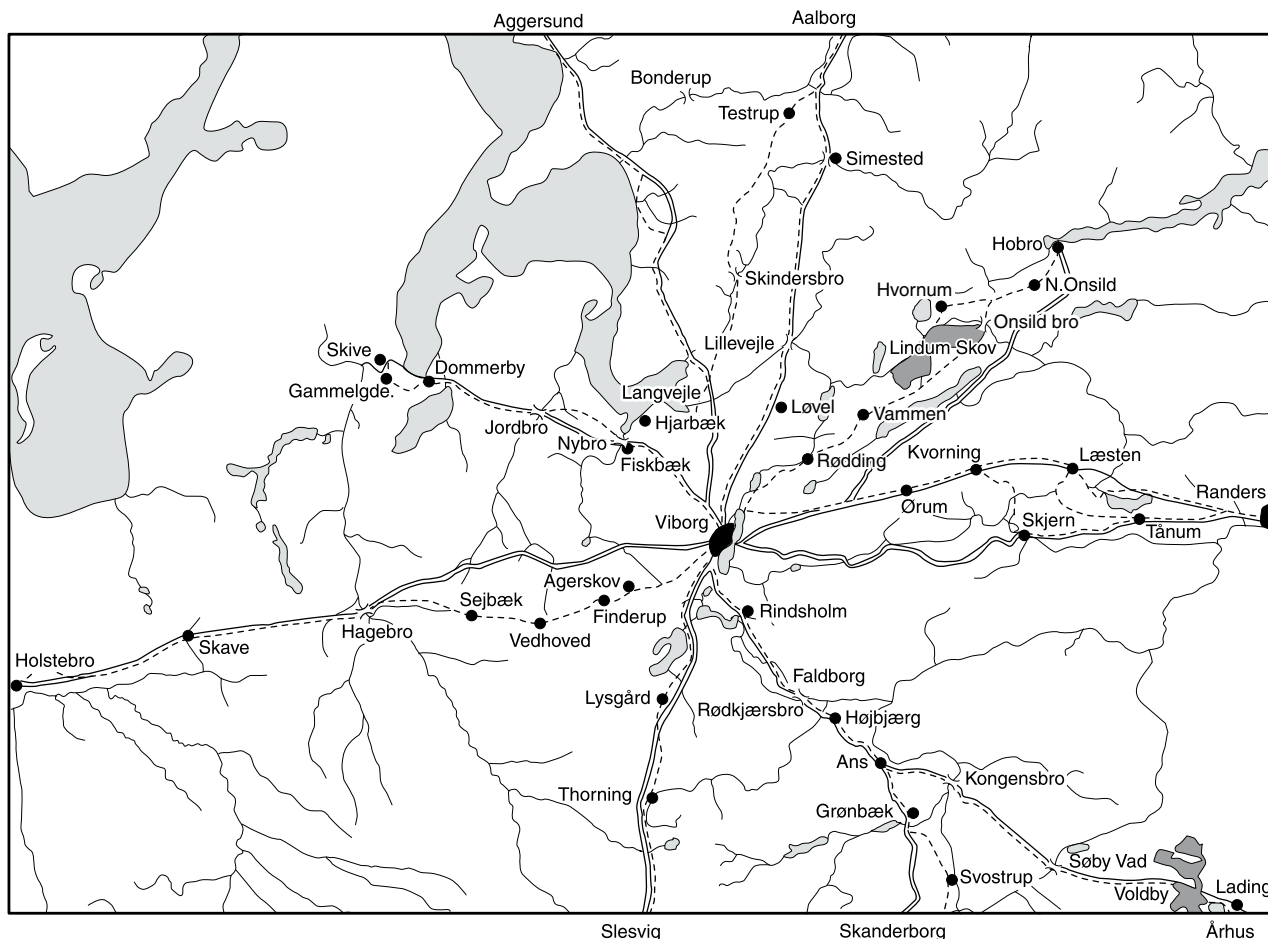 Aggersund
Aalborg
Bonderup
Testrup
Simested
Hobro
Skindersbro
Hvornum
N.Onsild
Onsild bro
Skive
Lillevejle
Lindum Skov
Dommerby
Gammelgde.
Langvejle
Løvel
Vammen
Jordbro
Hjarbæk
Nybro
Fiskbæk
Rødding
Kvorning
Læsten
Randers
Ørum
Viborg
Skjern
Tånum
Agerskov
Sejbæk
Finderup
Rindsholm
Hagebro
Vedhoved
Skave
Holstebro
Faldborg
Lysgård
Rødkjærsbro
Højbjærg
Ans
Kongensbro
Thorning
Grønbæk
Søby Vad
Svostrup
Voldby
Lading
Slesvig
Skanderborg
Århus